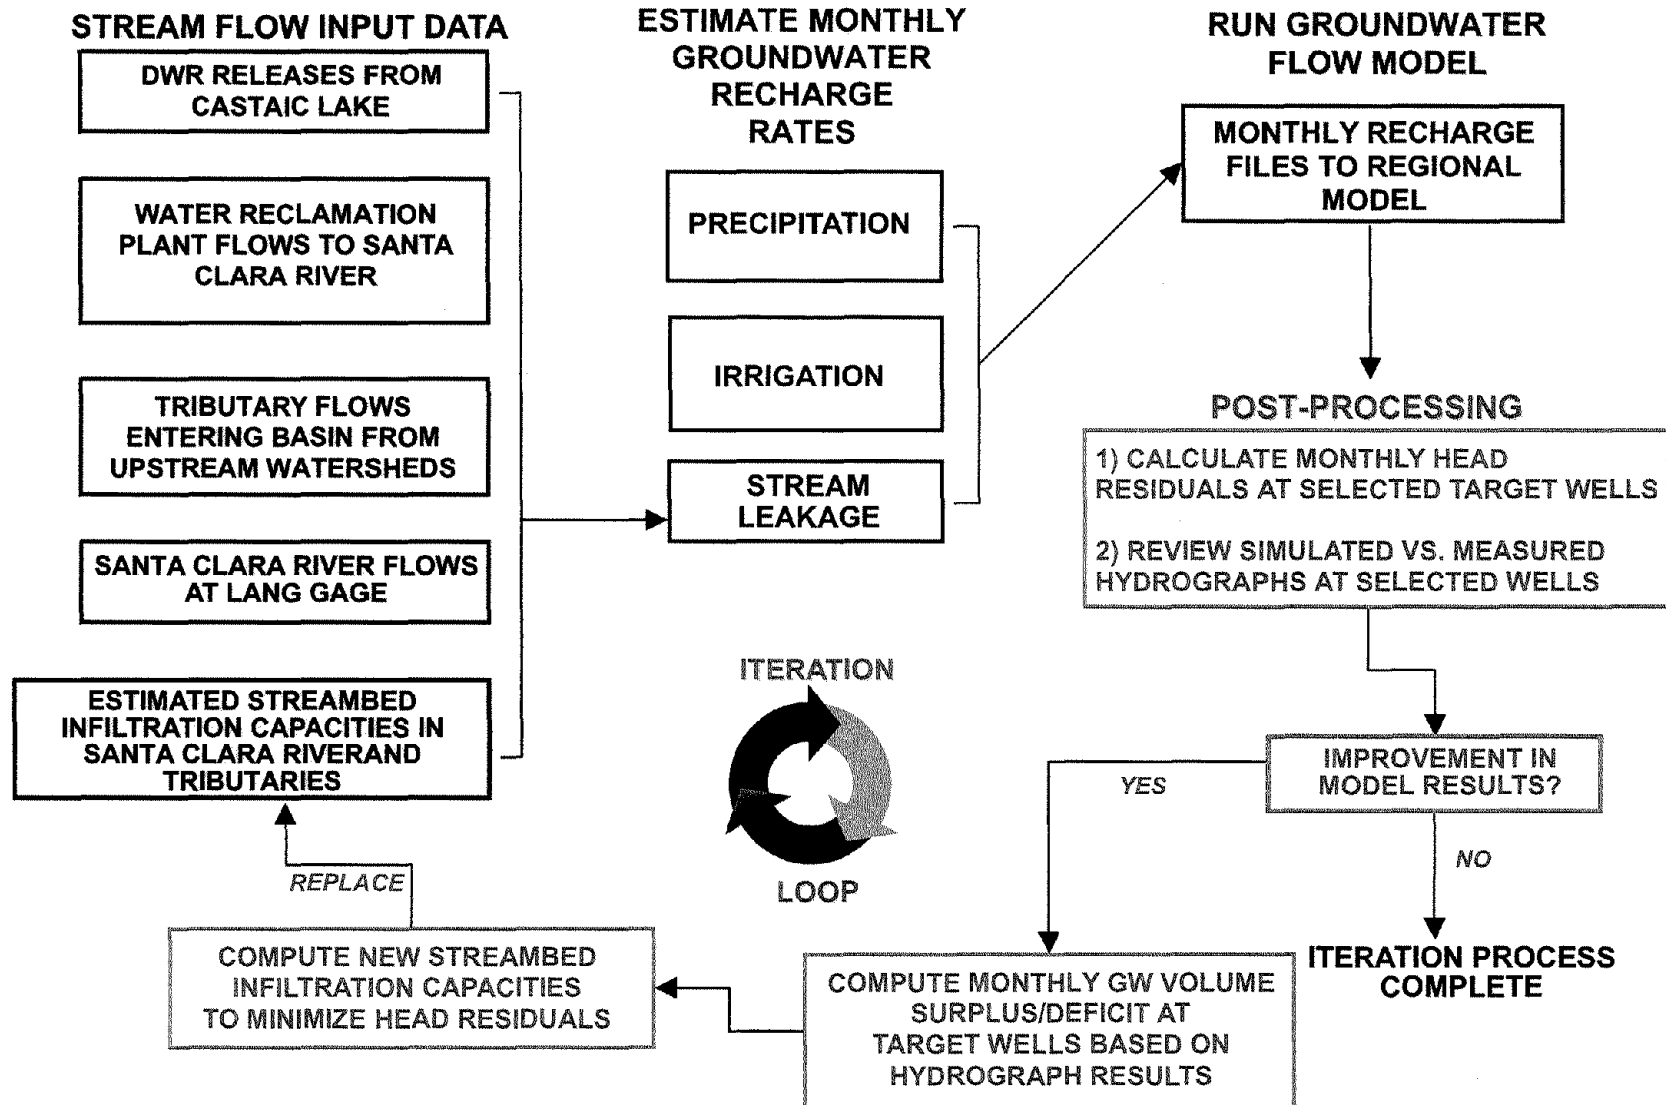 STREAM FLOW INPUT DATA
DWR RELEASES FROM
CASTAIC LAKE
WATER RECLAMATION
PLANT FLOWS TO SANTA
CLARA RIVER
TRIBUTARY FLOWS
ENTERING BASIN FROM
UPSTREAM WATERSHEDS
SANTA CLARA RIVER FLOWS
AT LANG GAGE
ESTIMATED STREAMBED
INFILTRATION CAPACITIES IN
SANTA CLARA RIVERAND
TRIBUTARIES
ESTIMATE MONTHLY
GROUNDWATER
RECHARGE
RATES
PRECIPITATION
IRRIGATION
STREAM
LEAKAGE
RUN GROUNDWATER
FLOW MODEL
MONTHLY RECHARGE
FILES TO REGIONAL
MODEL
POST-PROCESSING
1) CALCULATE MONTHLY HEAD
RESIDUALS AT SELECTED TARGET WELLS
2) REVIEW SIMULATED VS. MEASURED
HYDROGRAPHS AT SELECTED WELLS
IMPROVEMENT IN
MODEL RESULTS?
YES
NO
ITERATION PROCESS
COMPLETE
COMPUTE MONTHLY GW VOLUME
SURPLUS/DEFICIT AT
TARGET WELLS BASED ON
HYDROGRAPH RESULTS
COMPUTE NEW STREAMBED
INFILTRATION CAPACITIES
TO MINIMIZE HEAD RESIDUALS
REPLACE
ITERATION
LOOP